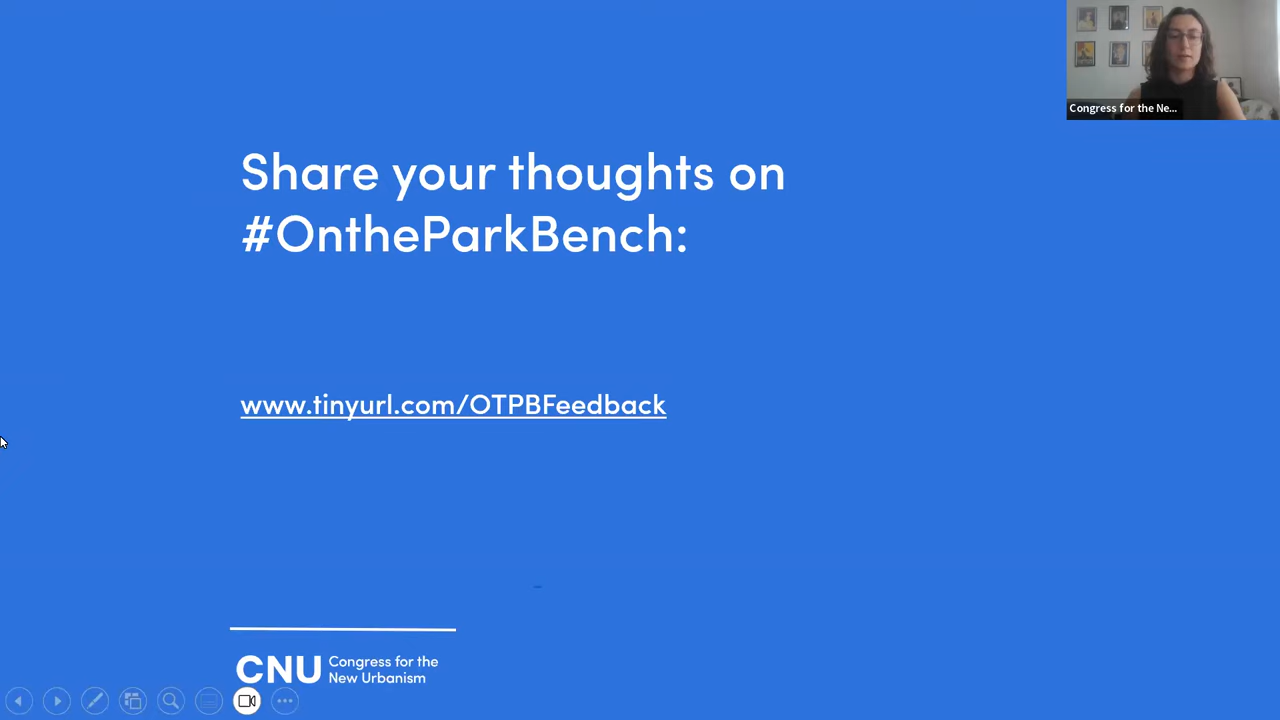 Congress for the Ne...
Share your thoughts on
#OntheParkBench:
www.tinyurl.com/OTPBFeedback
CNU Congress for the
New Urbanism